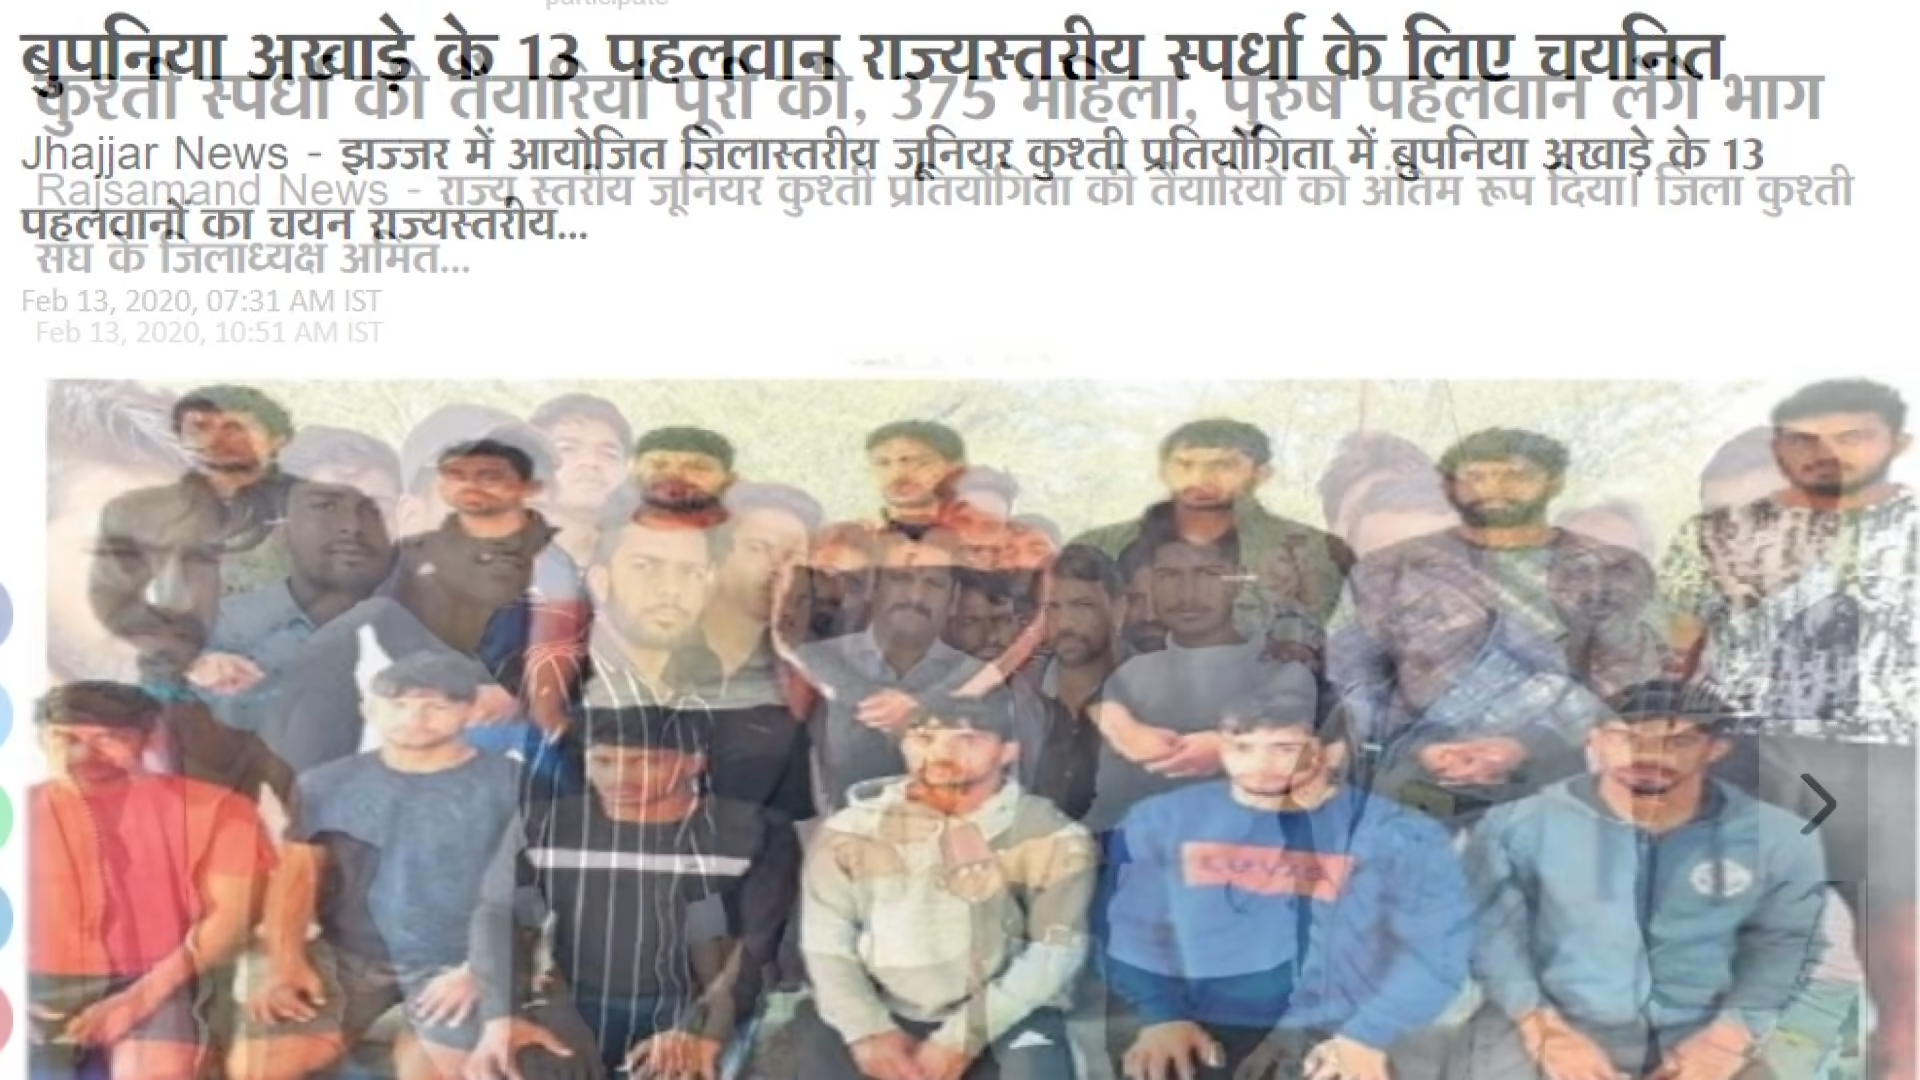 participate
बुपनिया अखाड़े के 13 पहलवान राज्यस्तरीय स्पर्धा के लिए चयनित
कुश्ती स्पर्धा की तैयारियां पूरी की, 375 महिला, पुरुष पहलवान लेंगे भाग
Jhajjar News - झज्जर में आयोजित जिलास्तरीय जूनियर कुश्ती प्रतियोगिता में बुपनिया अखाड़े के 13
Rajsamand News - राज्य स्तरीय जूनियर कुश्ती प्रतियोगिता की तैयारियों को अंतिम रूप दिया। जिला कुश्ती
पहलवानों का चयन राज्यस्तरीय...
संघ के जिलाध्यक्ष अमित...
Feb 13, 2020, 07:31 AM IST
Feb 13, 2020, 10:51 AM IST